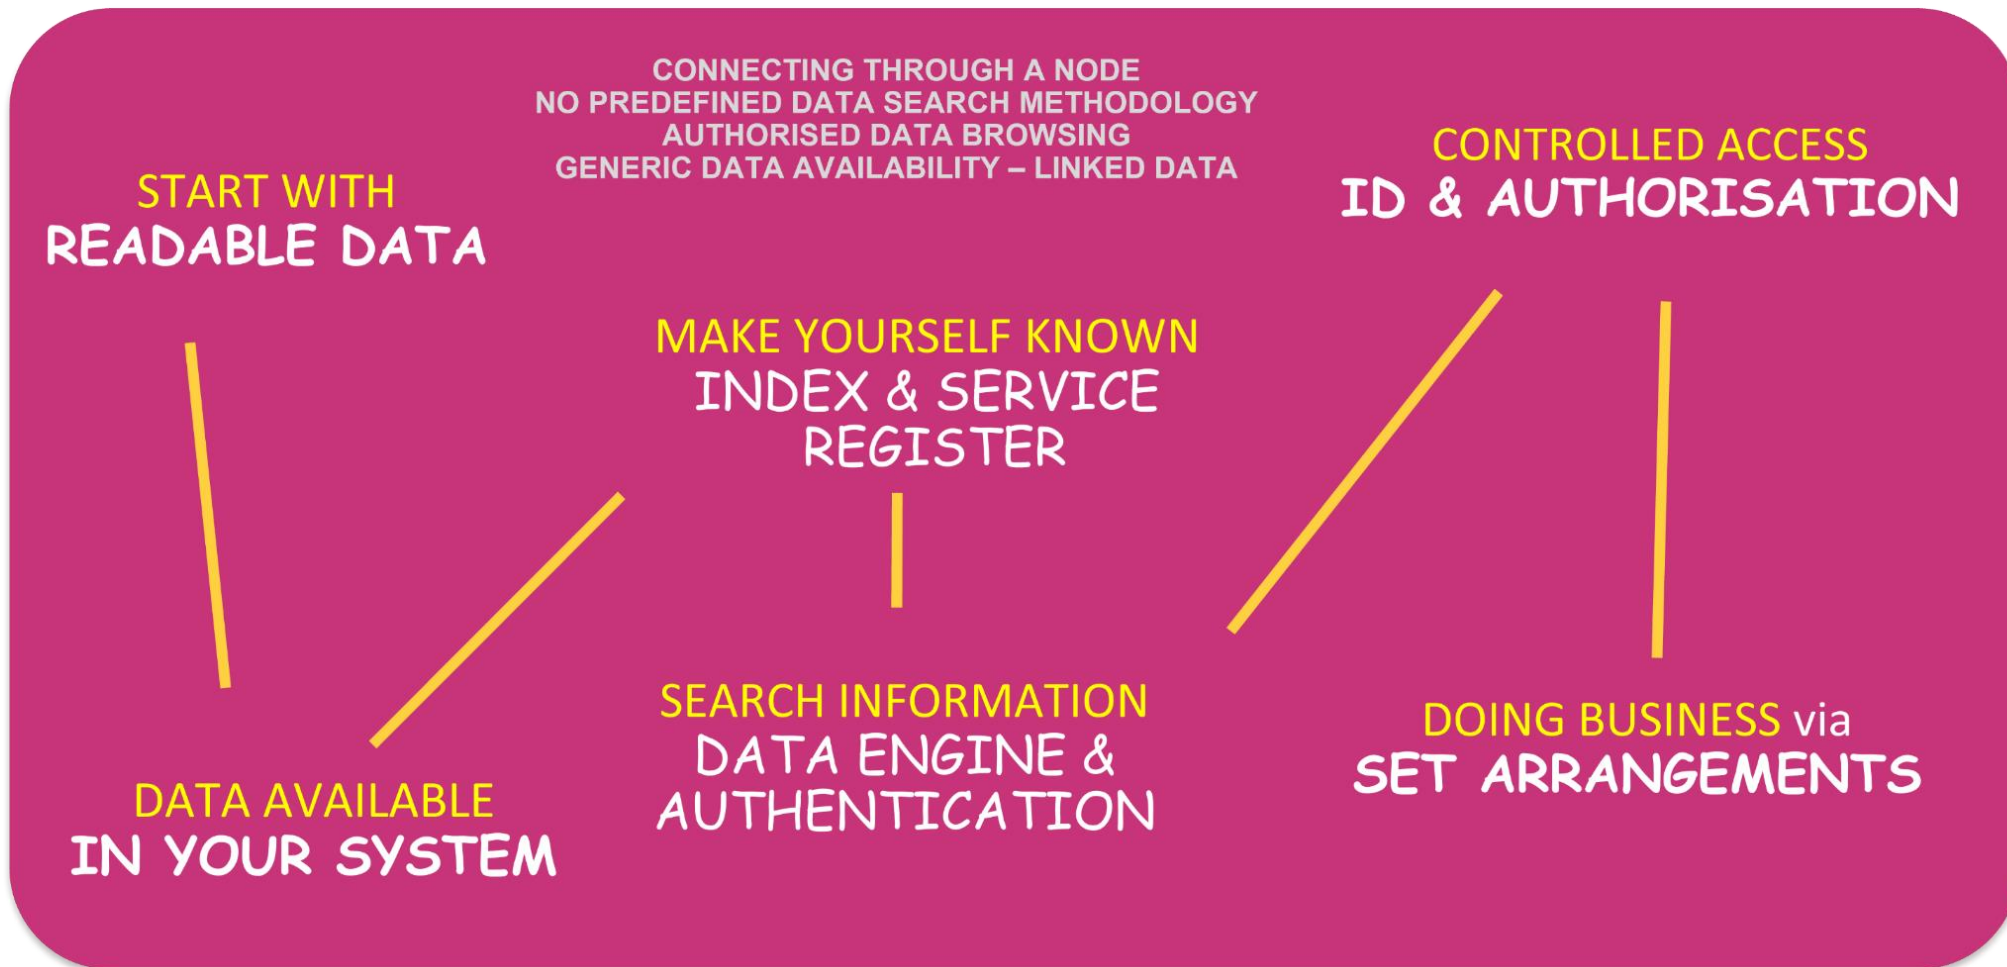 CONNECTING THROUGH A NODE
NO PREDEFINED DATA SEARCH METHODOLOGY
AUTHORISED DATA BROWSING
GENERIC DATA AVAILABILITY – LINKED DATA
START WITH
READABLE DATA
DATA AVAILABLE
IN YOUR SYSTEM
MAKE YOURSELF KNOWN
INDEX & SERVICE
REGISTER
SEARCH INFORMATION
DATA ENGINE &
AUTHENTICATION
CONTROLLED ACCESS
ID & AUTHORISATION
DOING BUSINESS via
SET ARRANGEMENTS